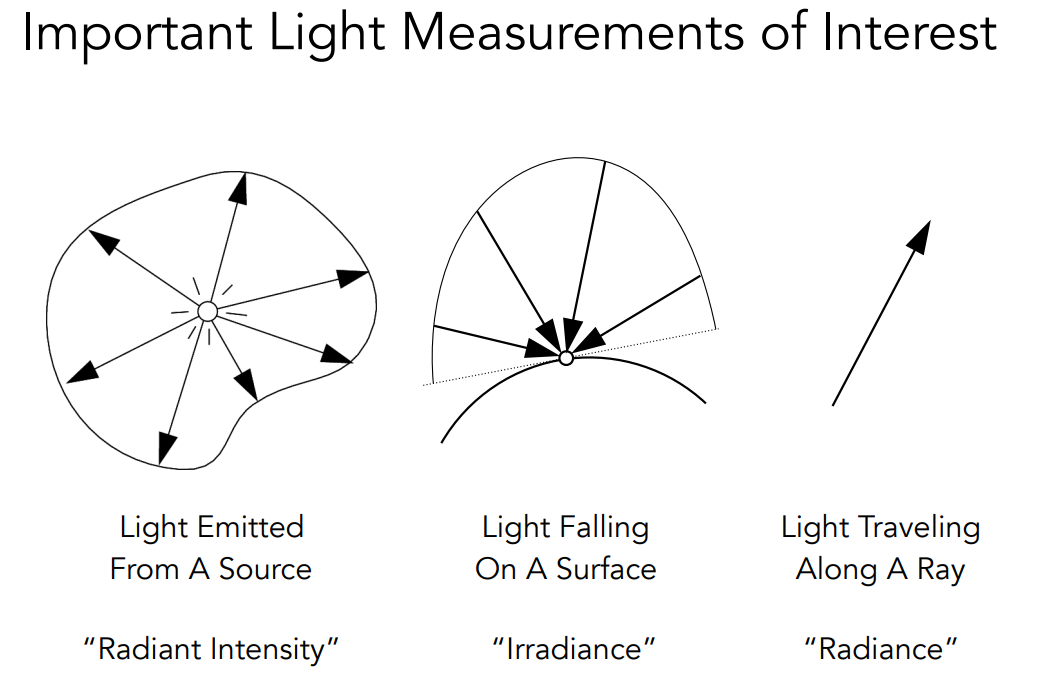 Important Light Measurements of Interest
Light Emitted
From A Source
“Radiant Intensity”
Light Falling
On A Surface
“Irradiance”
Light Traveling
Along A Ray
“Radiance”